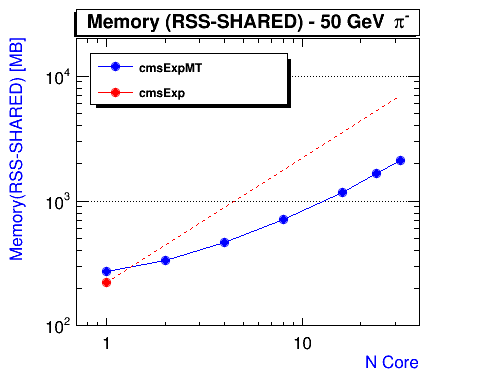 Memory (RSS-SHARED) - 50 GeV π⁻
Memory(RSS-SHARED) [MB]
cmsExpMT
cmsExp
10⁴
10³
10²
1
10
N Core